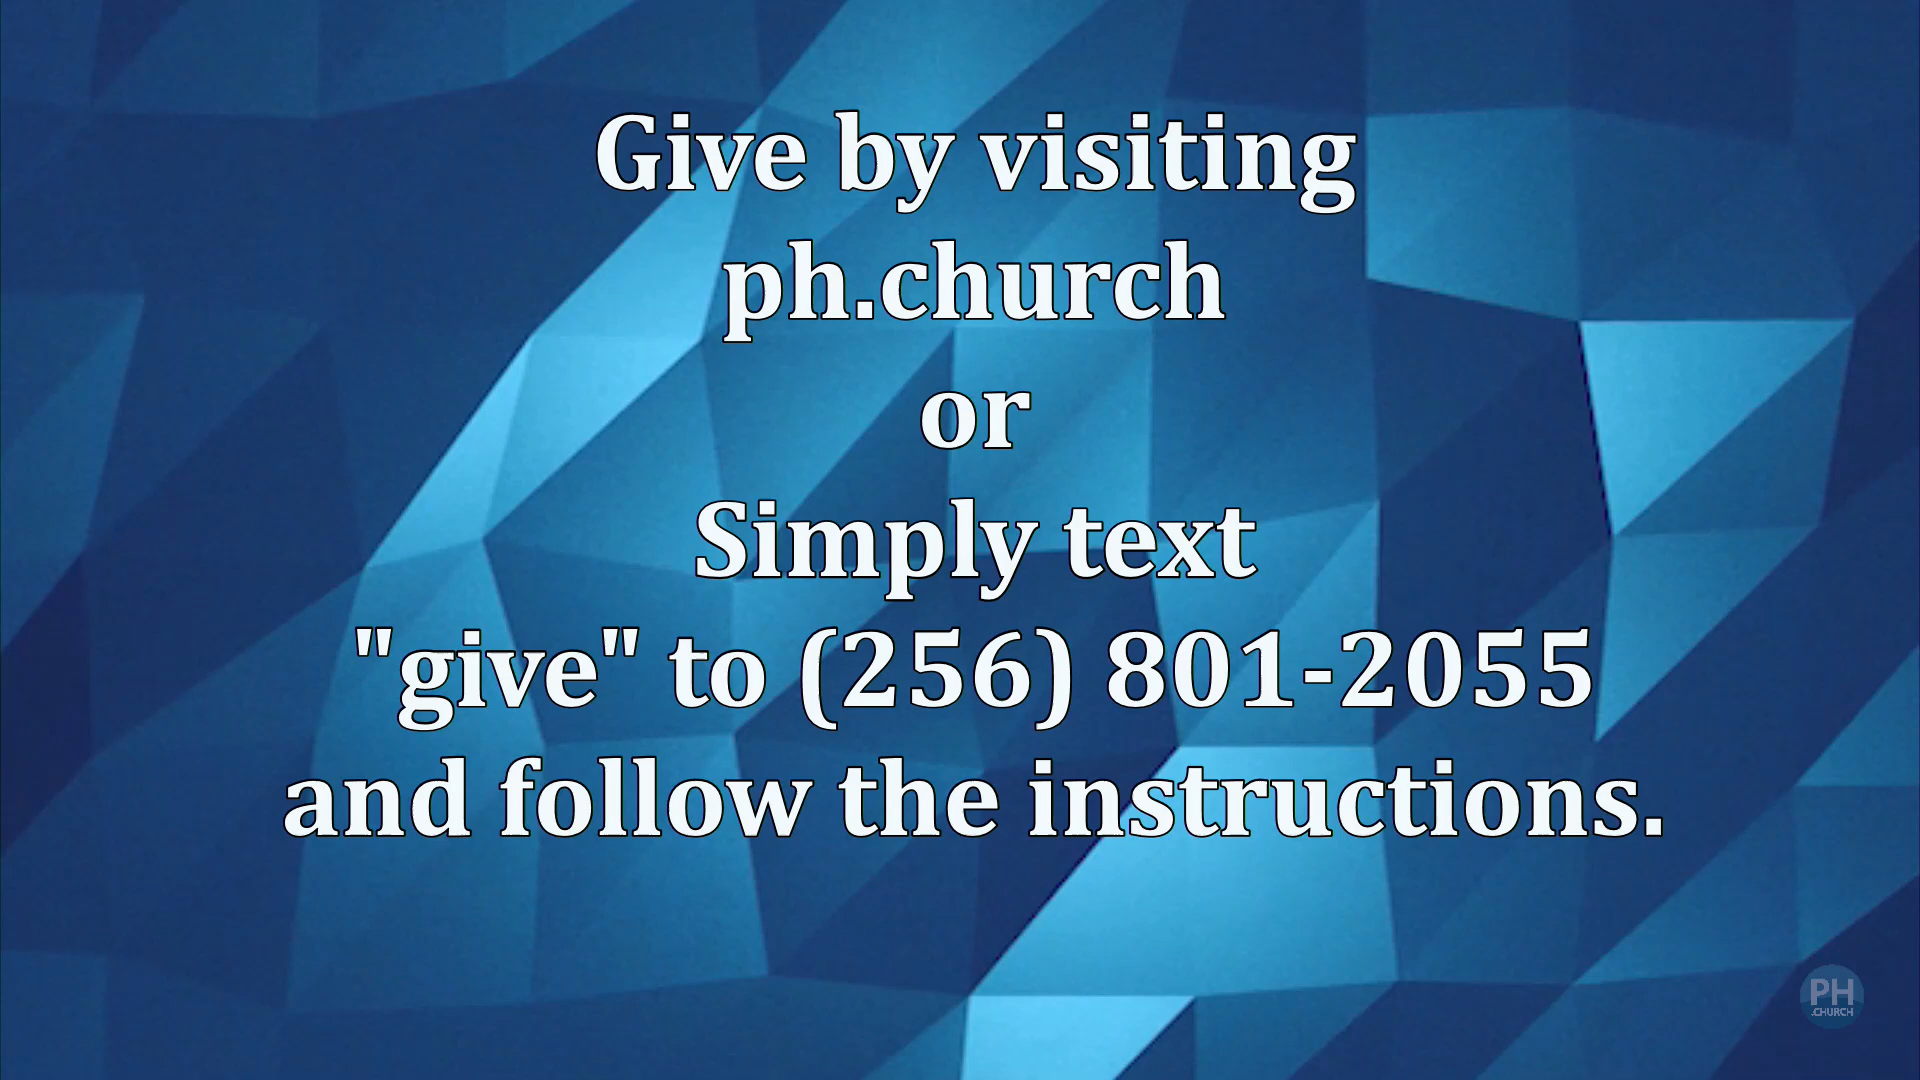 Give by visiting
ph.church
or
Simply text
"give" to (256) 801-2055
and follow the instructions.
PH
.CHURCH